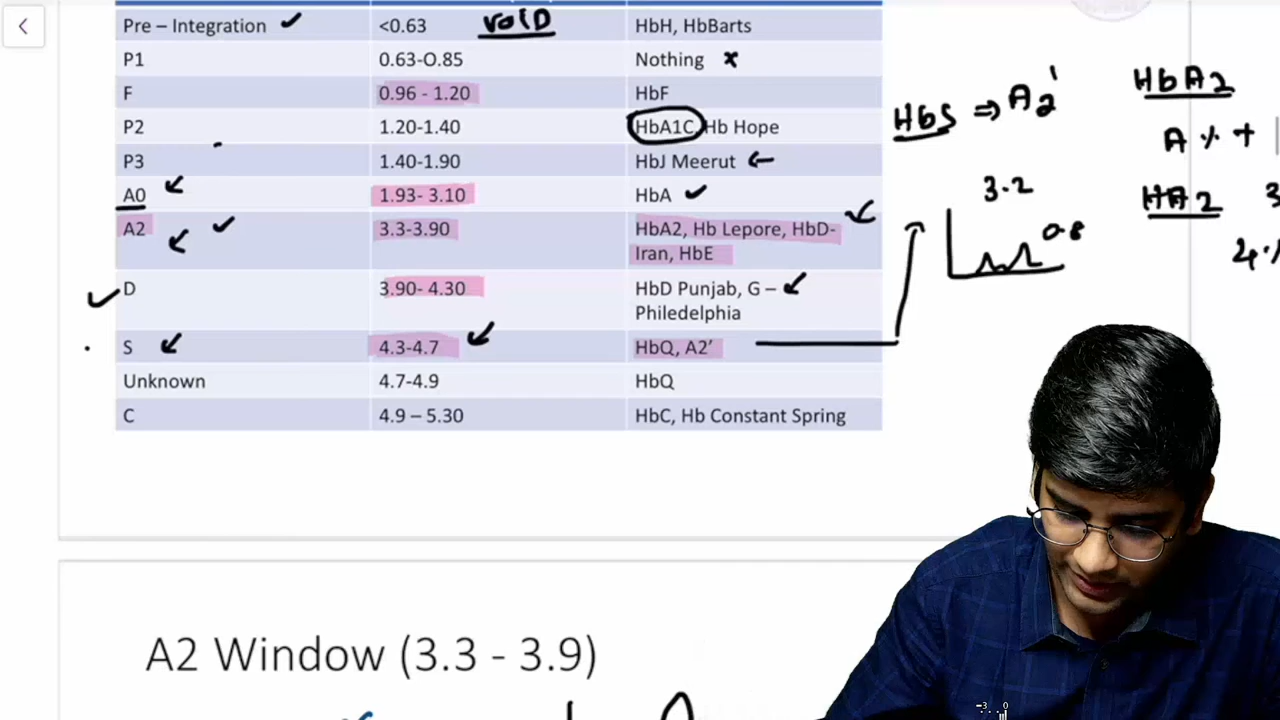 Pre – Integration <0.63 VOID HbH, HbBarts
P1 0.63-O.85 Nothing
F 0.96 - 1.20 HbF
P2 1.20-1.40 HbA1C, Hb Hope
P3 1.40-1.90 HbJ Meerut
A0 1.93- 3.10 HbA
A2 3.3-3.90 HbA2, Hb Lepore, HbD-
Iran, HbE
D 3.90- 4.30 HbD Punjab, G –
Philedelphia
S 4.3-4.7 HbQ, A2’
Unknown 4.7-4.9 HbQ
C 4.9 – 5.30 HbC, Hb Constant Spring
HbS ⇒ A2'
HbA2
A % +
3.2
HA2 3
0.8
4.%
A2 Window (3.3 - 3.9)